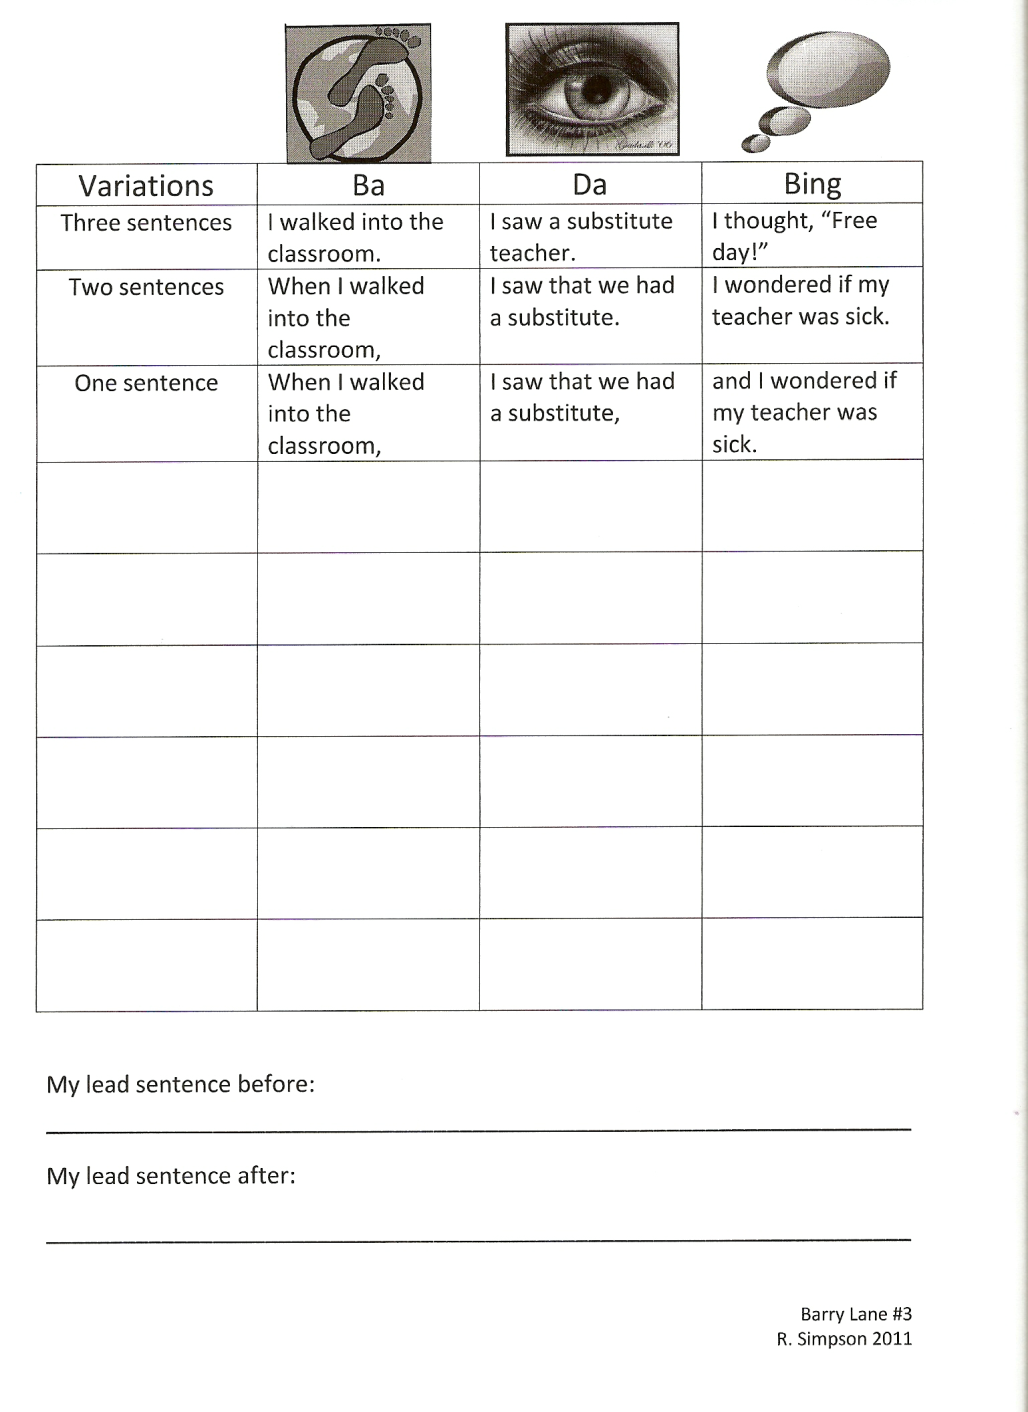 Variations Ba Da Bing
Three sentences I walked into the I saw a substitute I thought, “Free
classroom. teacher. day!”
Two sentences When I walked I saw that we had I wondered if my
into the a substitute. teacher was sick.
classroom,
One sentence When I walked I saw that we had and I wondered if
into the a substitute, my teacher was
classroom, sick.
My lead sentence before:
My lead sentence after:
Barry Lane #3
R. Simpson 2011